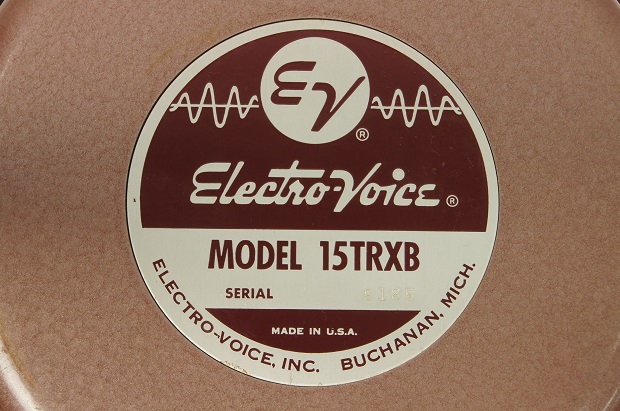 EV®
Electro-Voice®
MODEL 15TRXB
SERIAL
MADE IN U.S.A.
ELECTRO-VOICE, INC. BUCHANAN, MICH.